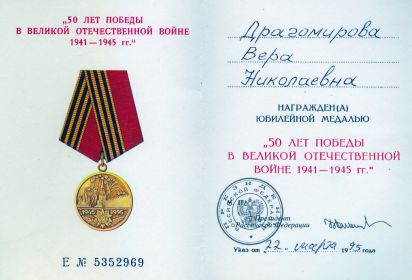 „50 ЛЕТ ПОБЕДЫ
В ВЕЛИКОЙ ОТЕЧЕСТВЕННОЙ ВОЙНЕ
1941—1945 гг.“
1945 1995
Е № 5352969
Драгомирова
Вера
Николаевна
НАГРАЖДЕН(А)
ЮБИЛЕЙНОЙ МЕДАЛЬЮ
„50 ЛЕТ ПОБЕДЫ
В ВЕЛИКОЙ ОТЕЧЕСТВЕННОЙ
ВОЙНЕ 1941—1945 гг.“
Президент
Российской Федерации
Указ от 22 марта 1995 года